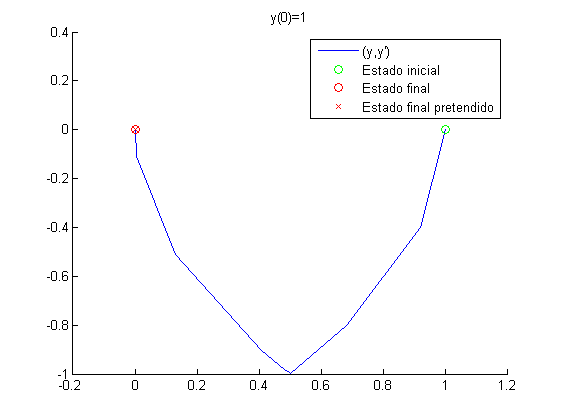 y(0)=1
(y,y')
Estado inicial
Estado final
Estado final pretendido
0.4
0.2
0
-0.2
-0.4
-0.6
-0.8
-1
-0.2 0 0.2 0.4 0.6 0.8 1 1.2